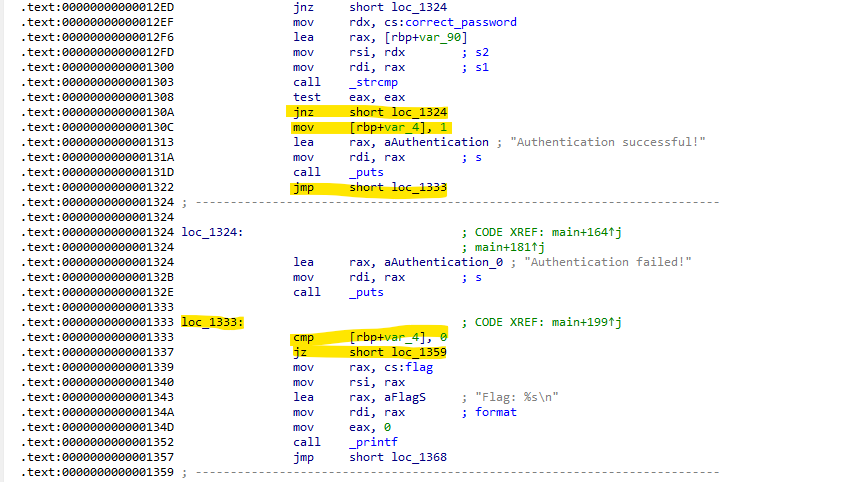 .text:00000000000012ED jnz short loc_1324
.text:00000000000012EF mov rdx, cs:correct_password
.text:00000000000012F6 lea rax, [rbp+var_90]
.text:00000000000012FD mov rsi, rdx ; s2
.text:0000000000001300 mov rdi, rax ; s1
.text:0000000000001303 call _strcmp
.text:0000000000001308 test eax, eax
.text:000000000000130A jnz short loc_1324
.text:000000000000130C mov [rbp+var_4], 1
.text:0000000000001313 lea rax, aAuthentication ; "Authentication successful!"
.text:000000000000131A mov rdi, rax ; s
.text:000000000000131D call _puts
.text:0000000000001322 jmp short loc_1333
.text:0000000000001324 ; ---------------------------------------------------------------------------
.text:0000000000001324
.text:0000000000001324 loc_1324: ; CODE XREF: main+164↑j
.text:0000000000001324 ; main+181↑j
.text:0000000000001324 lea rax, aAuthentication_0 ; "Authentication failed!"
.text:000000000000132B mov rdi, rax ; s
.text:000000000000132E call _puts
.text:0000000000001333
.text:0000000000001333 loc_1333: ; CODE XREF: main+199↑j
.text:0000000000001333 cmp [rbp+var_4], 0
.text:0000000000001337 jz short loc_1359
.text:0000000000001339 mov rax, cs:flag
.text:0000000000001340 mov rsi, rax
.text:0000000000001343 lea rax, aFlagS ; "Flag: %s\n"
.text:000000000000134A mov rdi, rax ; format
.text:000000000000134D mov eax, 0
.text:0000000000001352 call _printf
.text:0000000000001357 jmp short loc_1368
.text:0000000000001359 ; ---------------------------------------------------------------------------